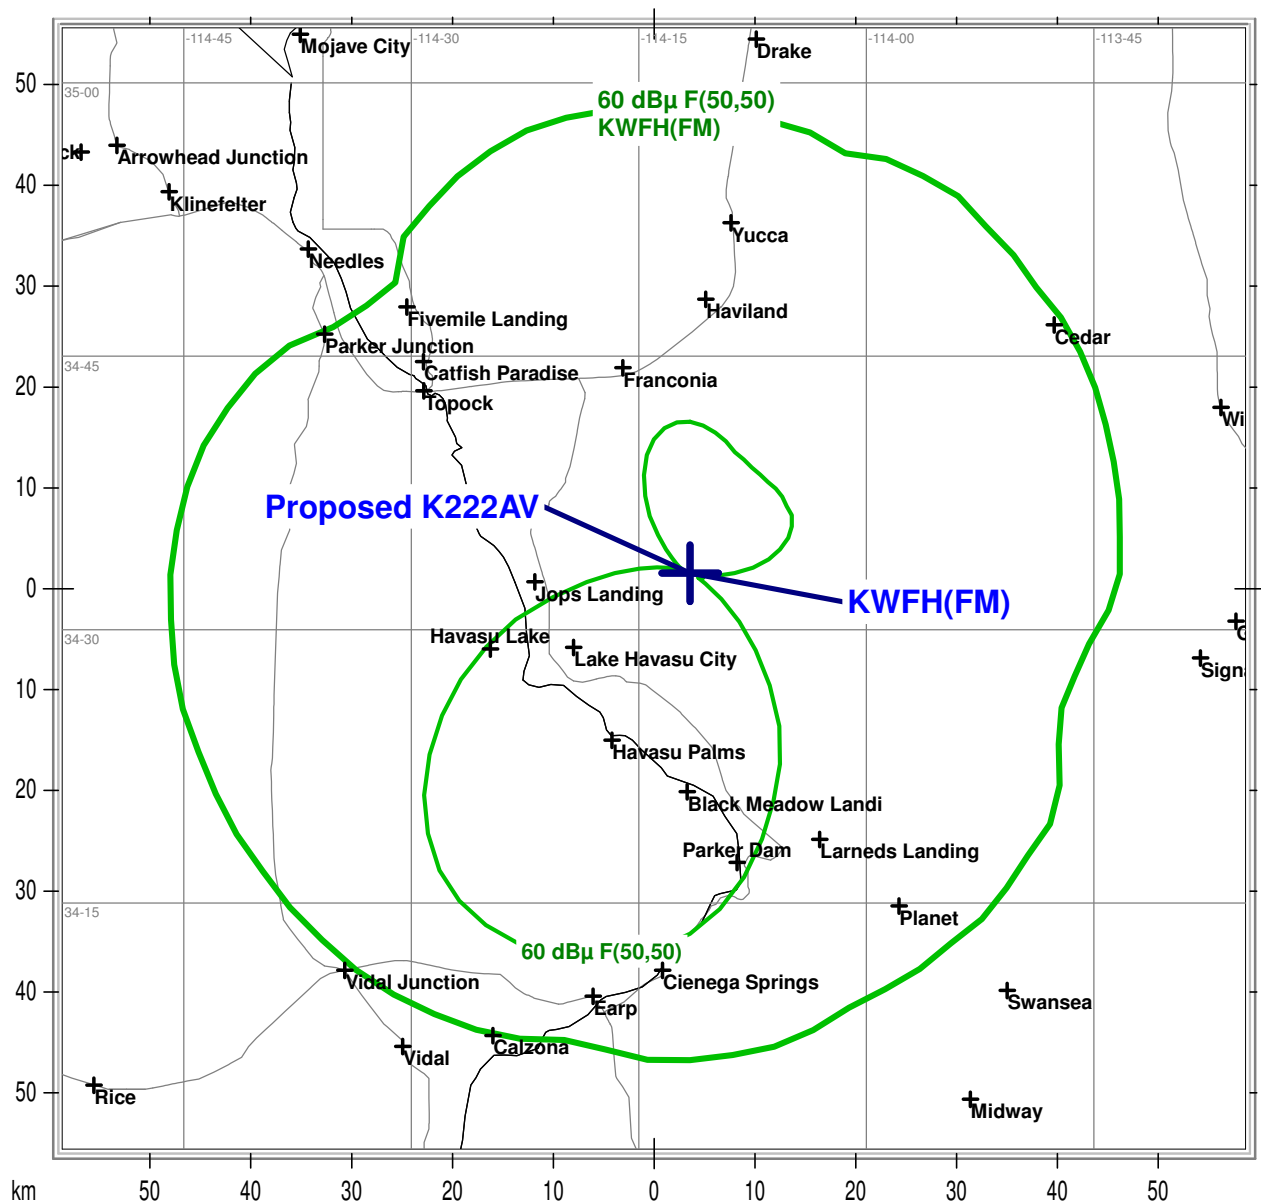 -114-45
-114-30
-114-15
-114-00
-113-45
Mojave City
Drake
50
35-00
60 dBµ F(50,50)
KWFH(FM)
ck
Arrowhead Junction
40
Klinefelter
Yucca
Needles
30
Haviland
Fivemile Landing
Cedar
Parker Junction
34-45
Catfish Paradise
Franconia
20
Topock
Wi
10
Proposed K222AV
0
Jops Landing
KWFH(FM)
34-30
Havasu Lake
Lake Havasu City
Signa
10
Havasu Palms
20
Black Meadow Landi
Parker Dam
Larneds Landing
30
34-15
Planet
60 dBµ F(50,50)
Vidal Junction
Cienega Springs
40
Earp
Swansea
Calzona
Vidal
50
Rice
Midway
km
50
40
30
20
10
0
10
20
30
40
50